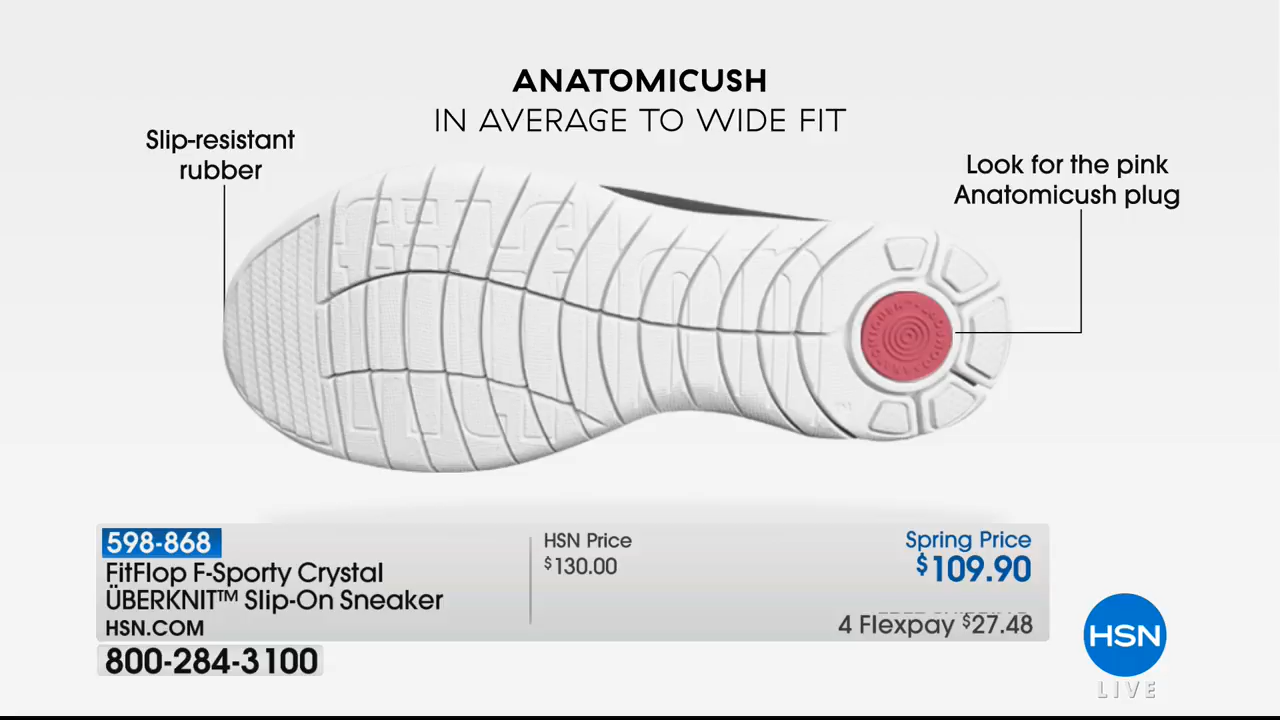 ANATOMICUSH
IN AVERAGE TO WIDE FIT
Slip-resistant
rubber
Look for the pink
Anatomicush plug
598-868
FitFlop F-Sporty Crystal
ÜBERKNIT™ Slip-On Sneaker
HSN.COM
800-284-3100
HSN Price
$130.00
Spring Price
$109.90
4 Flexpay $27.48
HSN
LIVE